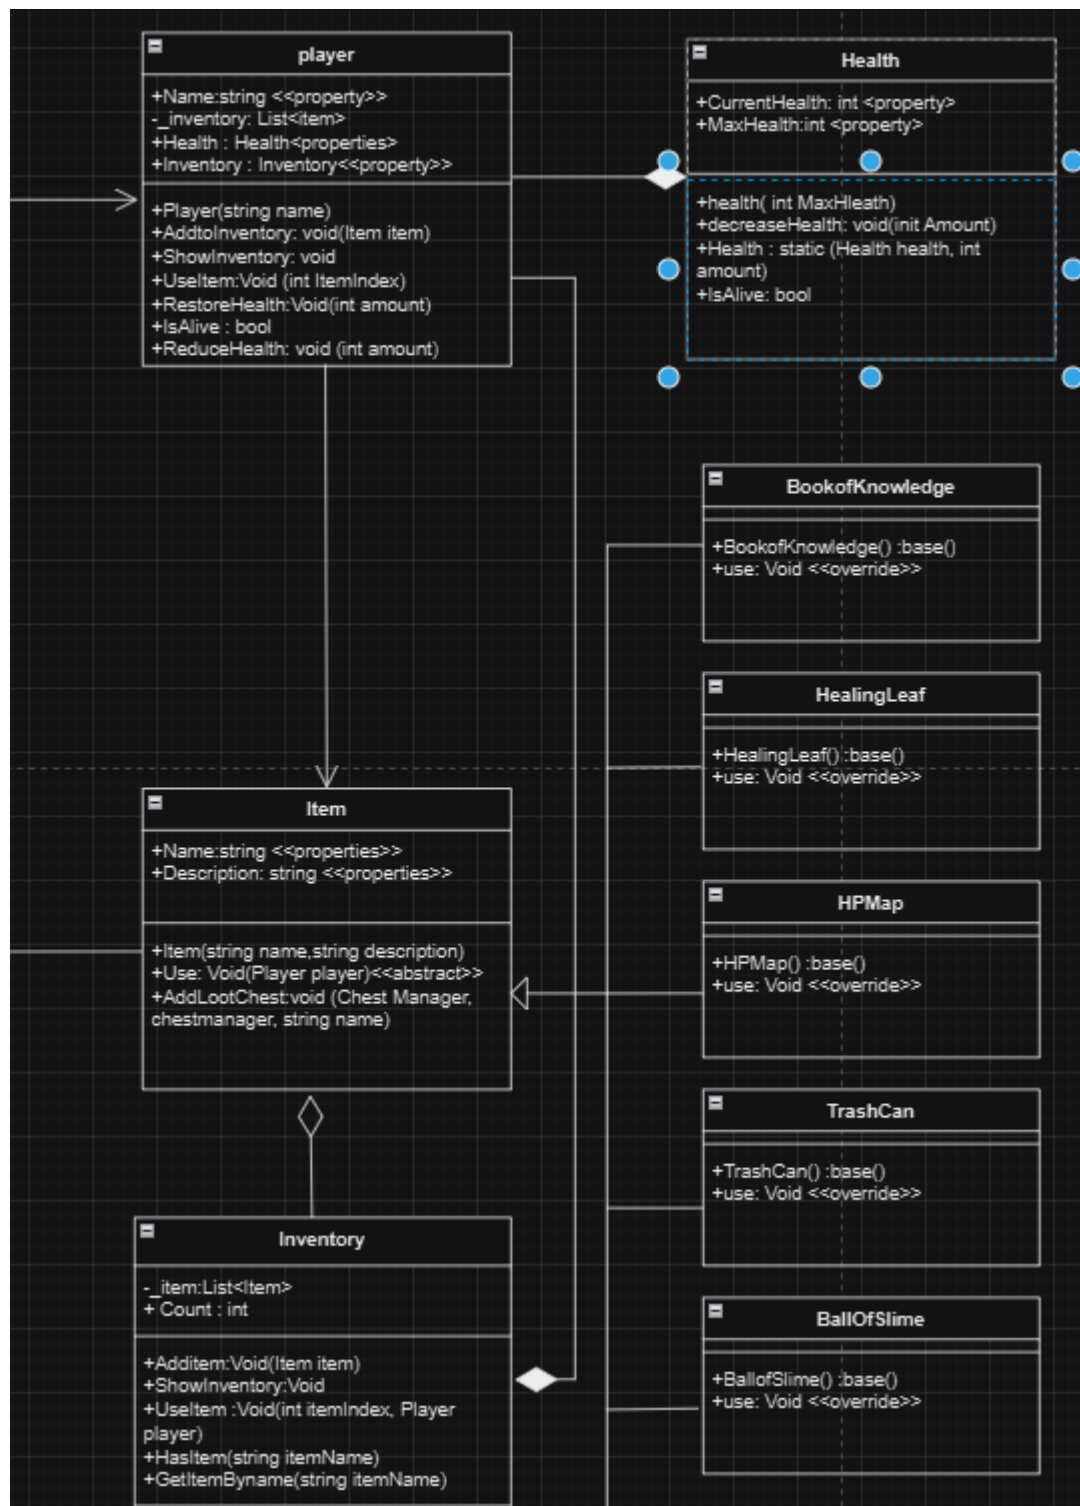 player
+Name:string <<property>>
-_inventory: List<item>
+Health : Health<properties>
+Inventory : Inventory<<property>>
+Player(string name)
+AddtoInventory: void(Item item)
+ShowInventory: void
+UseItem:Void (int ItemIndex)
+RestoreHealth:Void(int amount)
+IsAlive : bool
+ReduceHealth: void (int amount)
Health
+CurrentHealth: int <property>
+MaxHealth:int <property>
+health( int MaxHleath)
+decreaseHealth: void(init Amount)
+Health : static (Health health, int
amount)
+IsAlive: bool
BookofKnowledge
+BookofKnowledge() :base()
+use: Void <<override>>
HealingLeaf
+HealingLeaf() :base()
+use: Void <<override>>
Item
+Name:string <<properties>>
+Description: string <<properties>>
+Item(string name,string description)
+Use: Void(Player player)<<abstract>>
+AddLootChest:void (Chest Manager,
chestmanager, string name)
HPMap
+HPMap() :base()
+use: Void <<override>>
TrashCan
+TrashCan() :base()
+use: Void <<override>>
Inventory
-_item:List<Item>
+ Count : int
+Additem:Void(Item item)
+ShowInventory:Void
+UseItem :Void(int itemIndex, Player
player)
+HasItem(string itemName)
+GetItemByname(string itemName)
BallOfSlime
+BallofSlime() :base()
+use: Void <<override>>